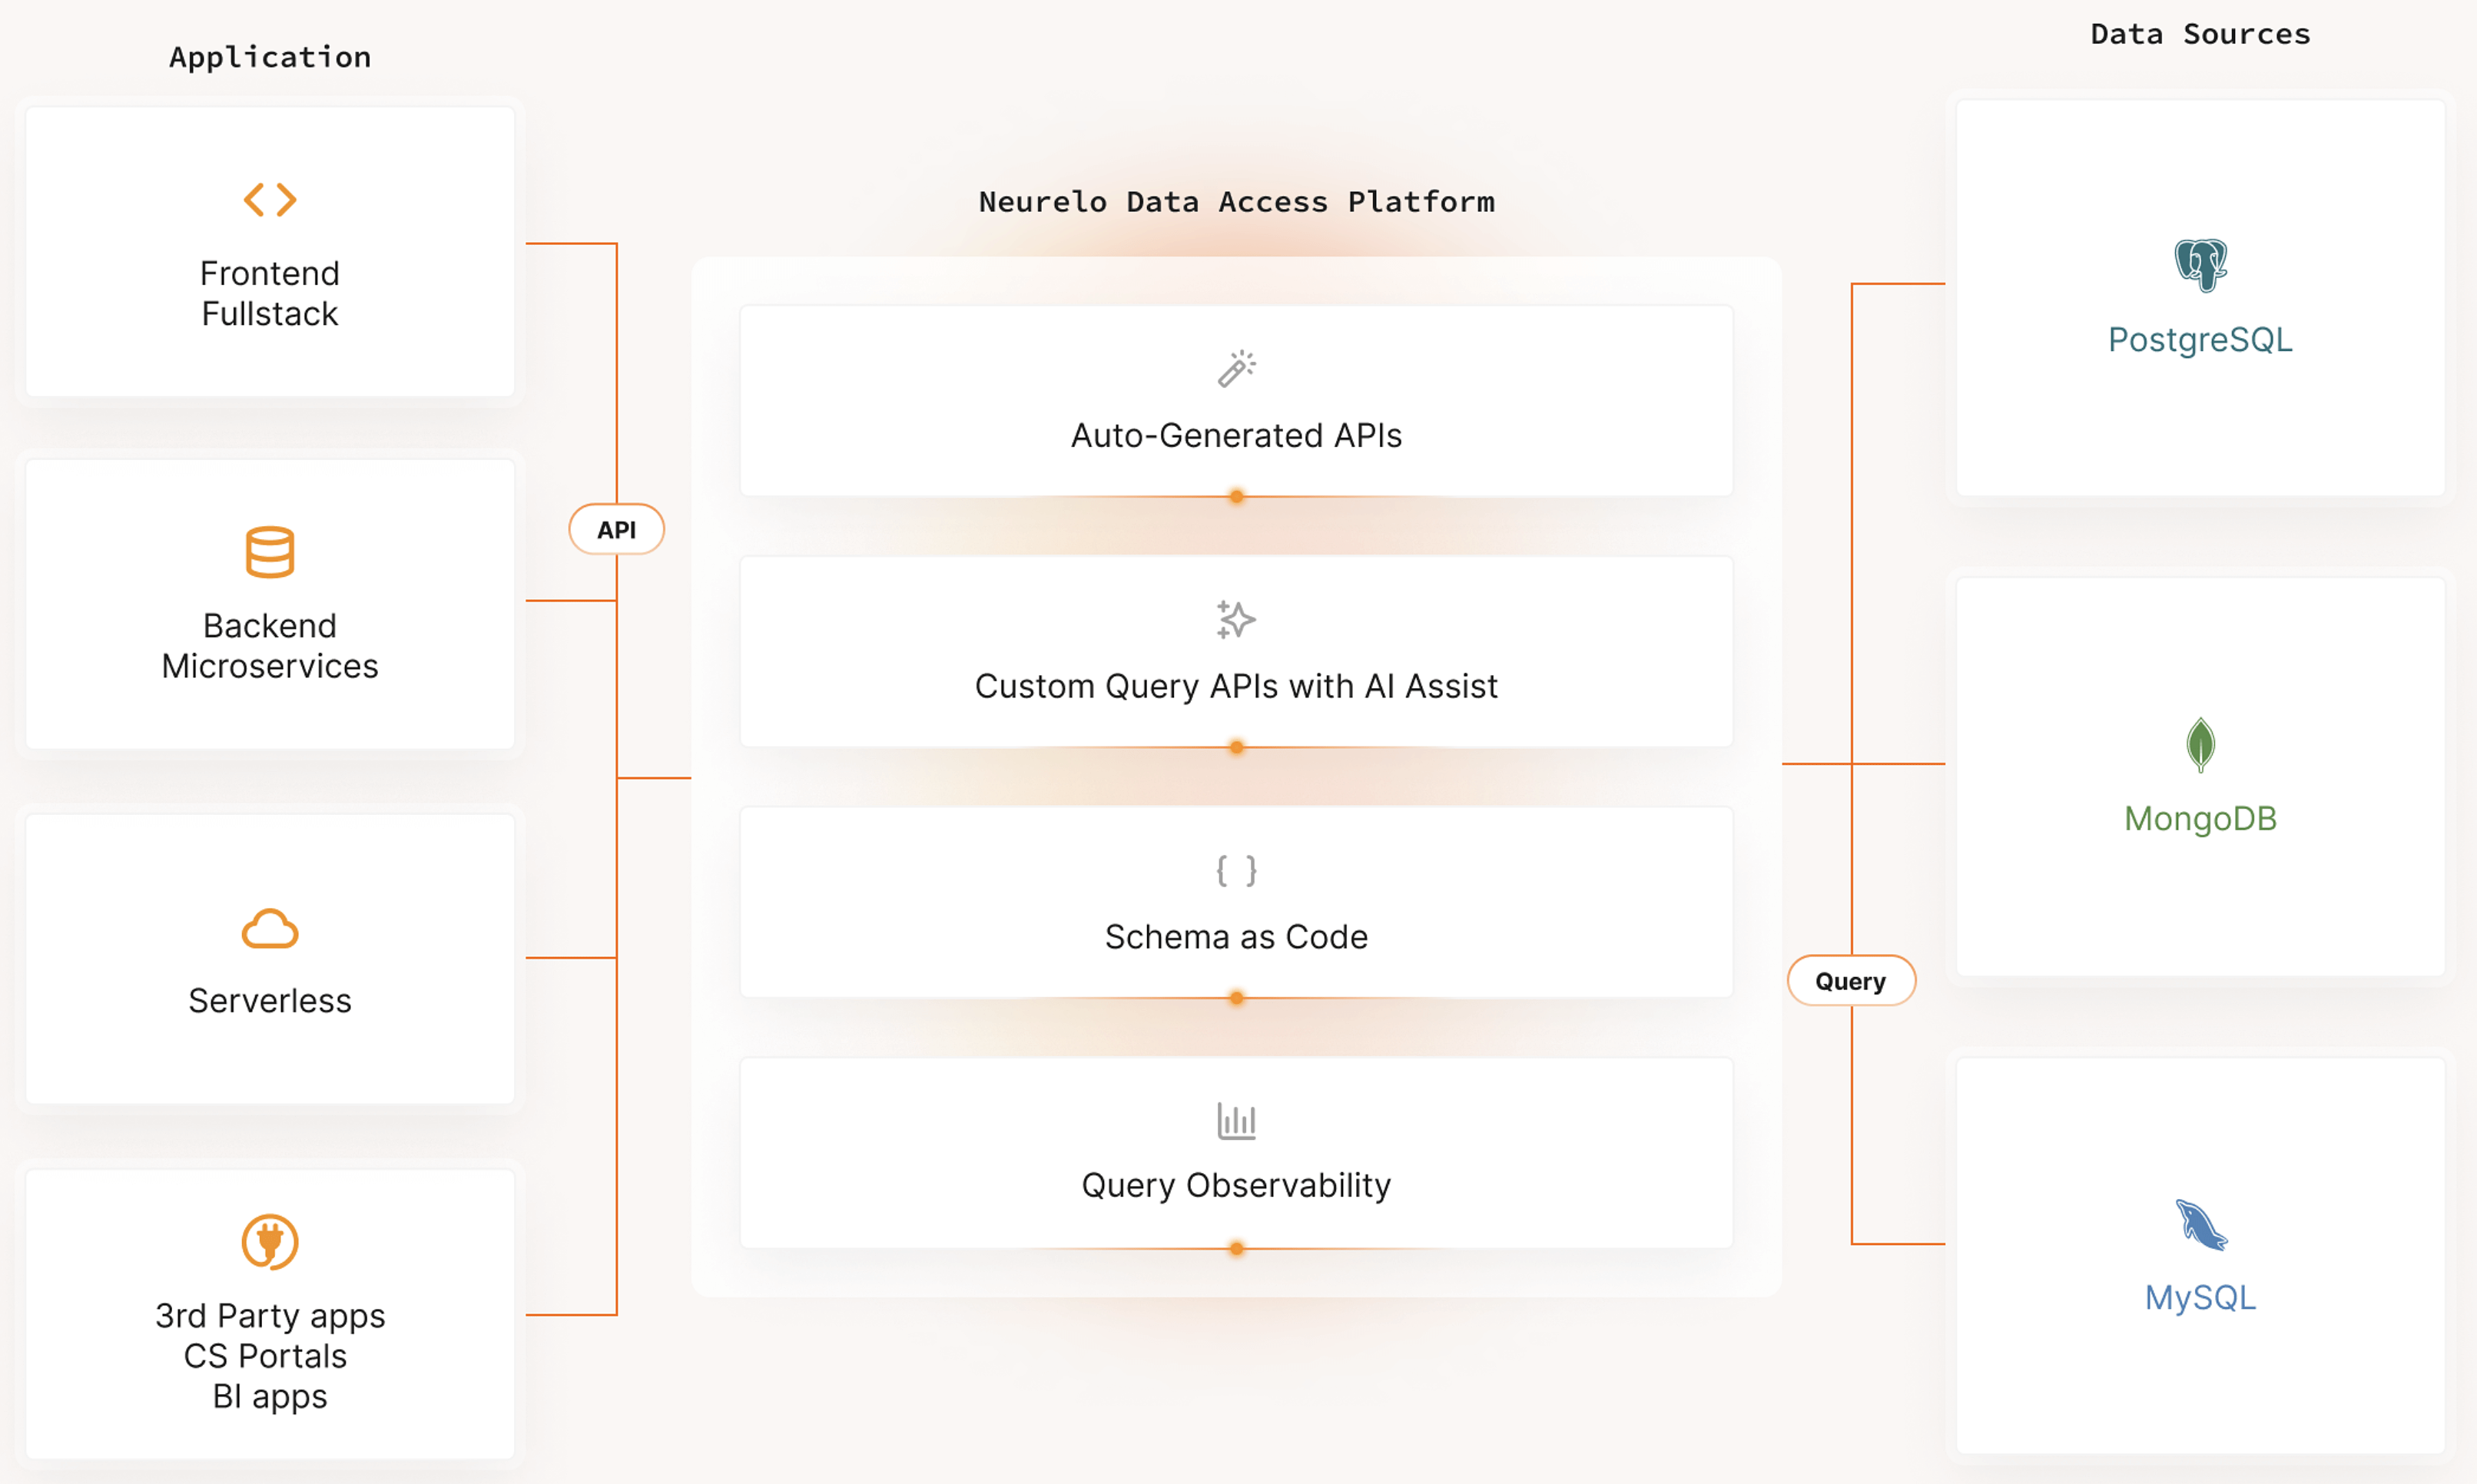 Application
Frontend
Fullstack
Backend
Microservices
Serverless
3rd Party apps
CS Portals
BI apps
API
Neurelo Data Access Platform
Auto-Generated APIs
Custom Query APIs with AI Assist
{ }
Schema as Code
Query Observability
Query
Data Sources
PostgreSQL
MongoDB
MySQL